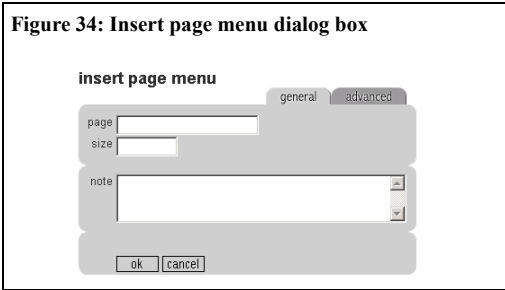 Figure 34: Insert page menu dialog box
insert page menu
general advanced
page
size
note
ok cancel